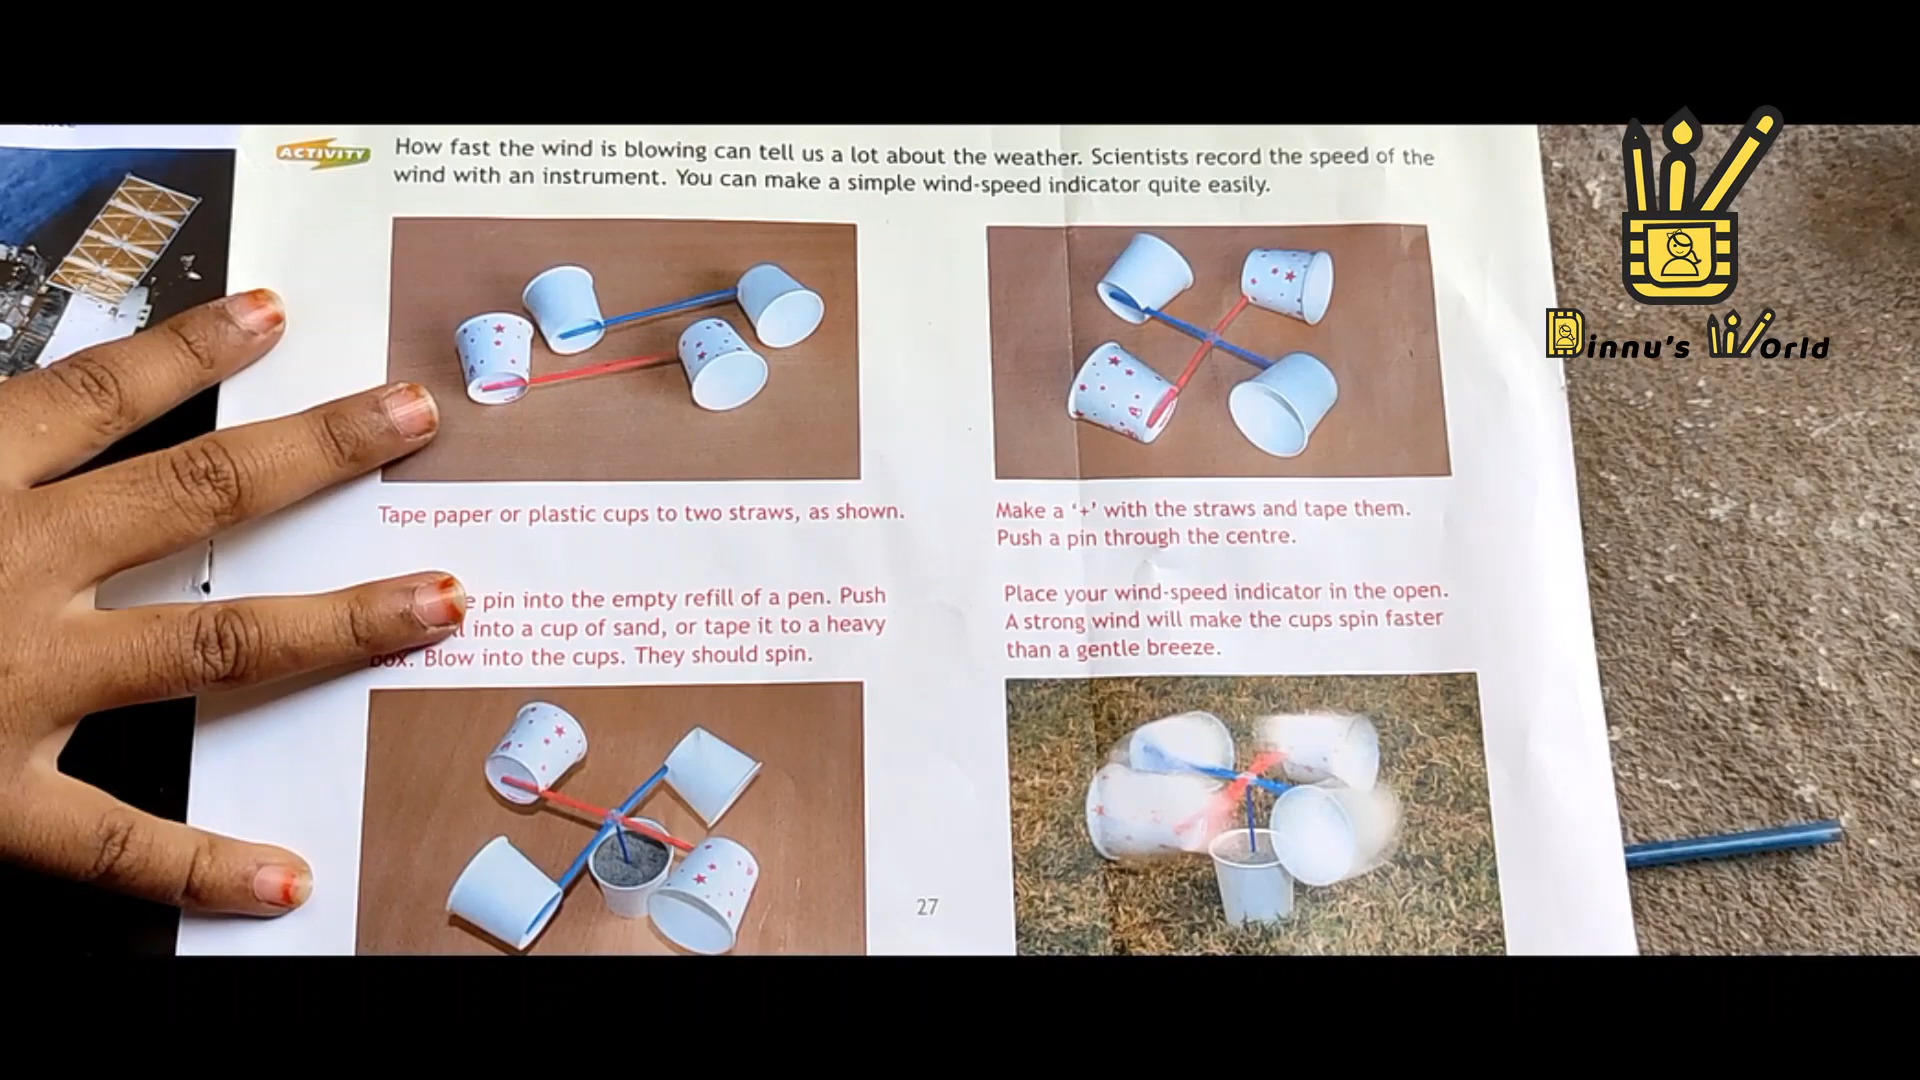 ACTIVITY
How fast the wind is blowing can tell us a lot about the weather. Scientists record the speed of the
wind with an instrument. You can make a simple wind-speed indicator quite easily.
Tape paper or plastic cups to two straws, as shown.
Make a '+' with the straws and tape them.
Push a pin through the centre.
pin into the empty refill of a pen. Push
into a cup of sand, or tape it to a heavy
box. Blow into the cups. They should spin.
Place your wind-speed indicator in the open.
A strong wind will make the cups spin faster
than a gentle breeze.
27
Dinnu's World